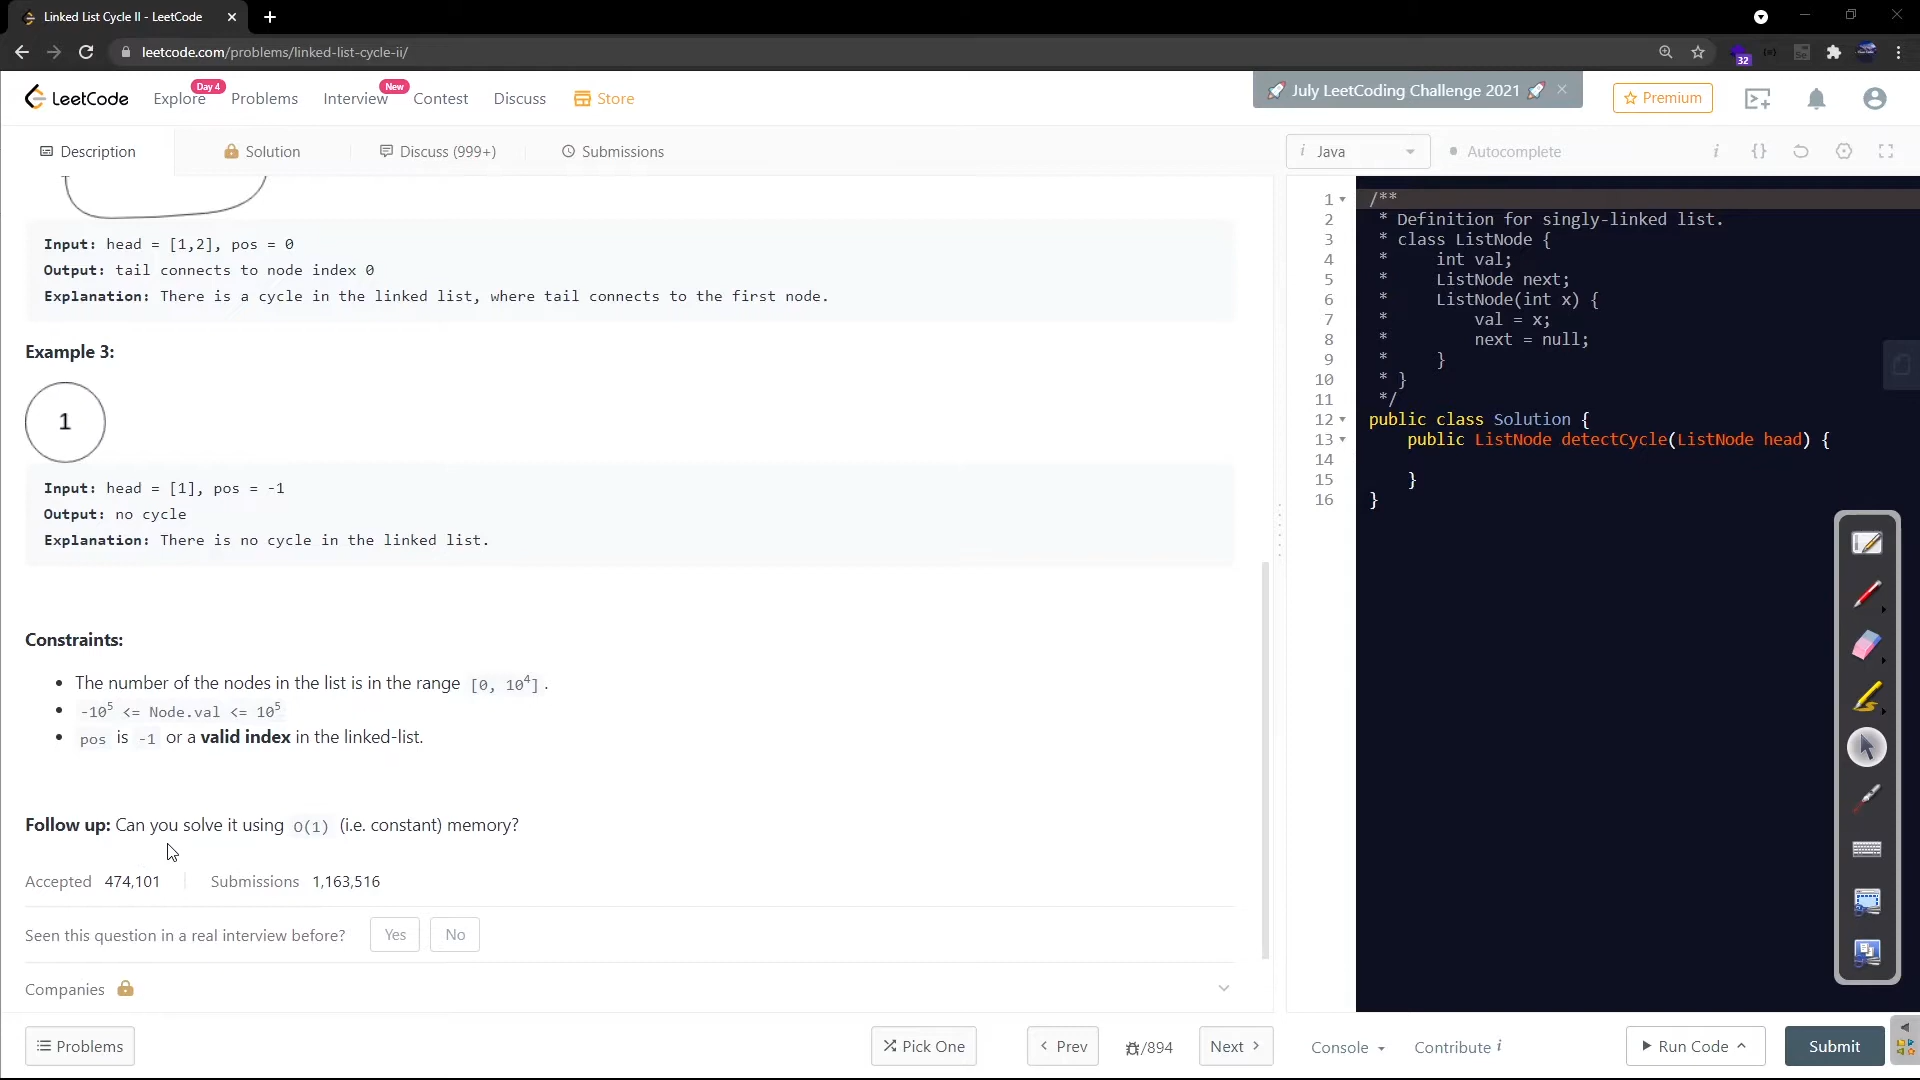 Linked List Cycle II - LeetCode
leetcode.com/problems/linked-list-cycle-ii/
32
LeetCode
Explore
Day 4
Problems
Interview
New
Contest
Discuss
Store
🚀 July LeetCoding Challenge 2021 🚀
Premium
Description
Solution
Discuss (999+)
Submissions
i Java
Autocomplete
Input: head = [1,2], pos = 0
Output: tail connects to node index 0
Explanation: There is a cycle in the linked list, where tail connects to the first node.
Example 3:
1
Input: head = [1], pos = -1
Output: no cycle
Explanation: There is no cycle in the linked list.
Constraints:
• The number of the nodes in the list is in the range [0, 10⁴].
• -10⁵ <= Node.val <= 10⁵
• pos is -1 or a valid index in the linked-list.
Follow up: Can you solve it using O(1) (i.e. constant) memory?
Accepted 474,101 Submissions 1,163,516
Seen this question in a real interview before? Yes No
Companies
1 /**
2 * Definition for singly-linked list.
3 * class ListNode {
4 * int val;
5 * ListNode next;
6 * ListNode(int x) {
7 * val = x;
8 * next = null;
9 * }
10 * }
11 */
12 public class Solution {
13 public ListNode detectCycle(ListNode head) {
14
15 }
16 }
Problems
Pick One
Prev
/894
Next
Console
Contribute i
Run Code
Submit